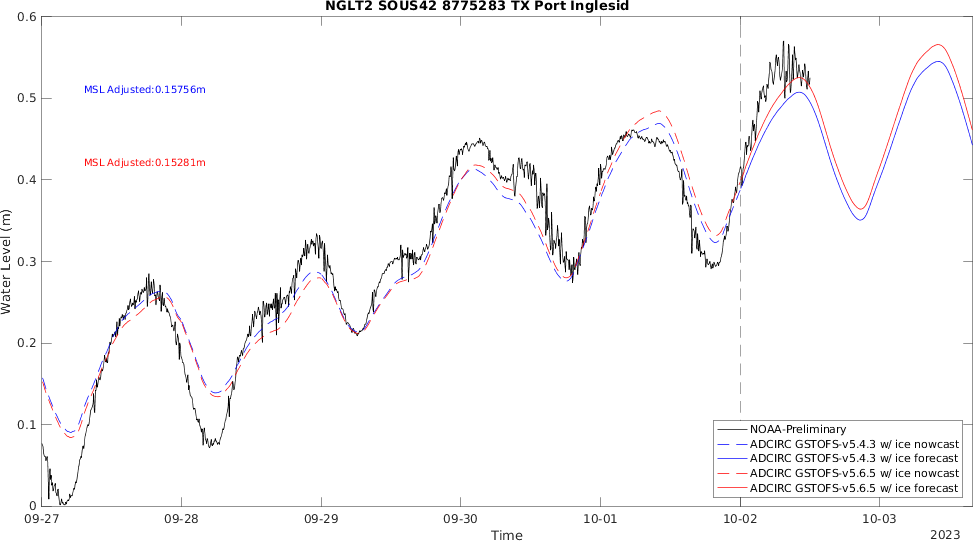 NGLT2 SOUS42 8775283 TX Port Inglesid
0.6
0.5
0.4
0.3
0.2
0.1
0
Water Level (m)
MSL Adjusted:0.15756m
MSL Adjusted:0.15281m
NOAA-Preliminary
ADCIRC GSTOFS-v5.4.3 w/ ice nowcast
ADCIRC GSTOFS-v5.4.3 w/ ice forecast
ADCIRC GSTOFS-v5.6.5 w/ ice nowcast
ADCIRC GSTOFS-v5.6.5 w/ ice forecast
09-27 09-28 09-29 09-30 10-01 10-02 10-03
Time
2023